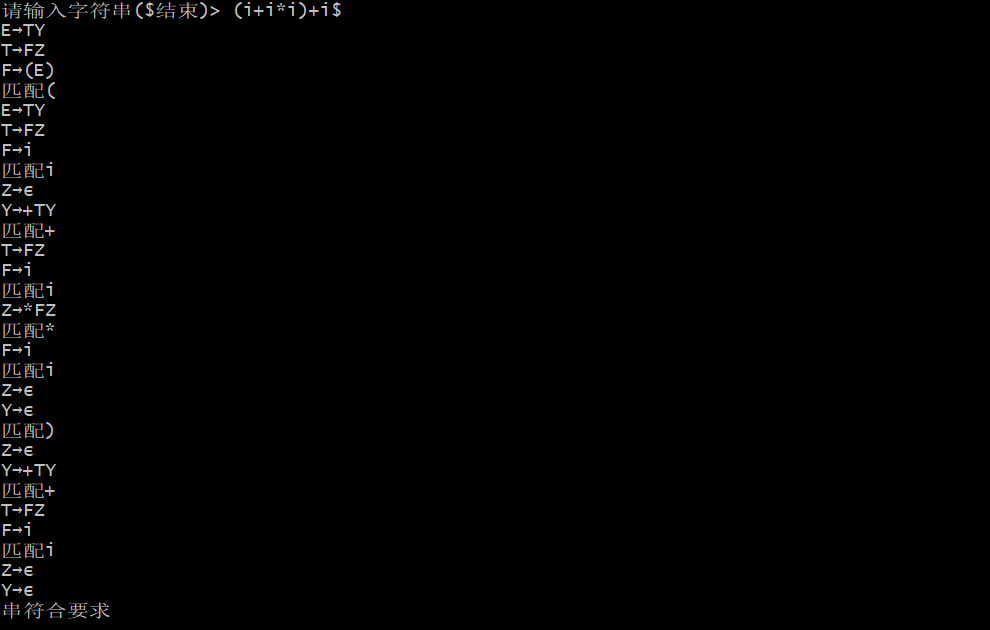 请输入字符串($结束)> (i+i*i)+i$
E→TY
T→FZ
F→(E)
匹配(
E→TY
T→FZ
F→i
匹配i
Z→ϵ
Y→+TY
匹配+
T→FZ
F→i
匹配i
Z→*FZ
匹配*
F→i
匹配i
Z→ϵ
Y→ϵ
匹配)
Z→ϵ
Y→+TY
匹配+
T→FZ
F→i
匹配i
Z→ϵ
Y→ϵ
串符合要求